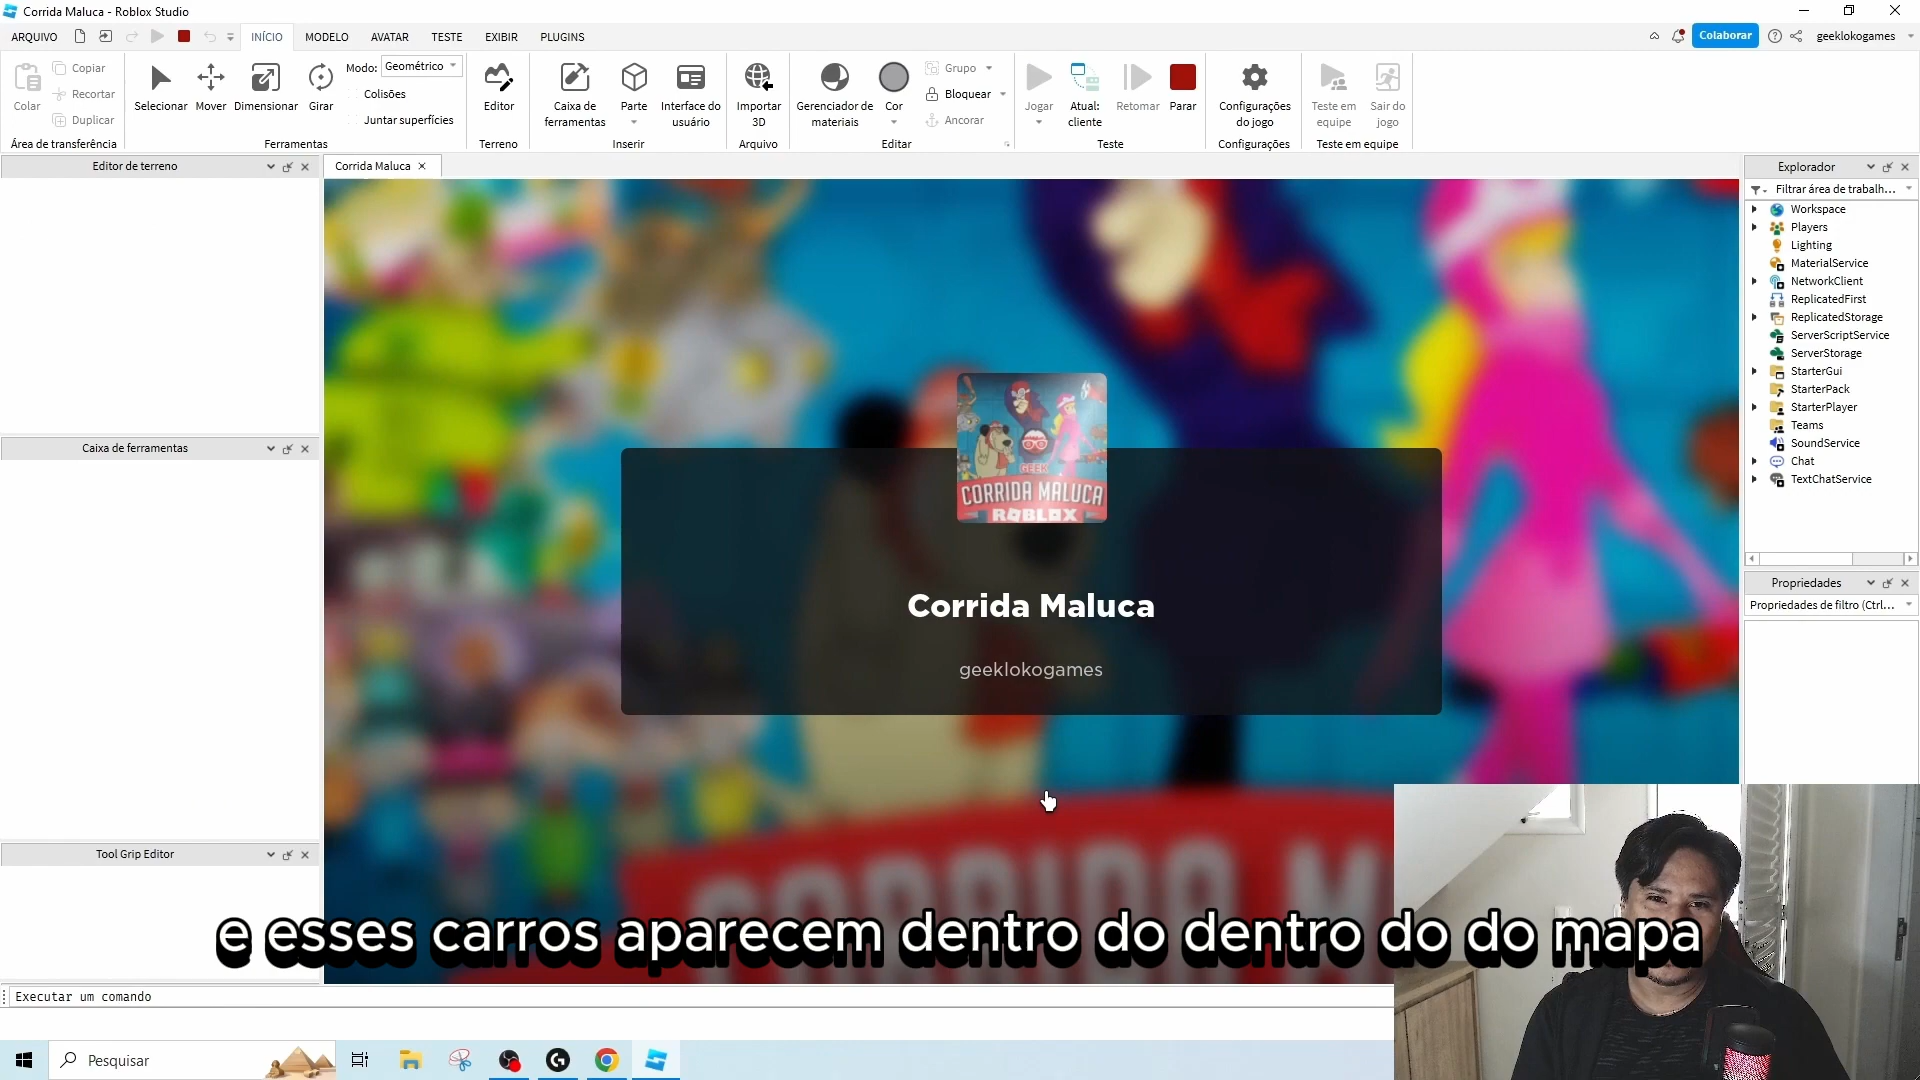 Corrida Maluca - Roblox Studio
ARQUIVO
INÍCIO
MODELO
AVATAR
TESTE
EXIBIR
PLUGINS
Colaborar
geeklokogames
Colar
Copiar
Recortar
Duplicar
Área de transferência
Selecionar
Mover
Dimensionar
Girar
Modo:
Geométrico
Colisões
Juntar superfícies
Ferramentas
Editor
Terreno
Caixa de ferramentas
Parte
Interface do usuário
Inserir
Importar 3D
Arquivo
Gerenciador de materiais
Cor
Grupo
Bloquear
Ancorar
Editar
Jogar
Atual: cliente
Retomar
Parar
Teste
Configurações do jogo
Configurações
Teste em equipe
Sair do jogo
Teste em equipe
Editor de terreno
Caixa de ferramentas
Tool Grip Editor
Corrida Maluca
GEEK
CORRIDA MALUCA
ROBLOX
Corrida Maluca
geeklokogames
CORRIDA M
Explorador
Filtrar área de trabalh...
Workspace
Players
Lighting
MaterialService
NetworkClient
ReplicatedFirst
ReplicatedStorage
ServerScriptService
ServerStorage
StarterGui
StarterPack
StarterPlayer
Teams
SoundService
Chat
TextChatService
Propriedades
Propriedades de filtro (Ctrl...
e esses carros aparecem dentro do dentro do do mapa
Executar um comando
Pesquisar